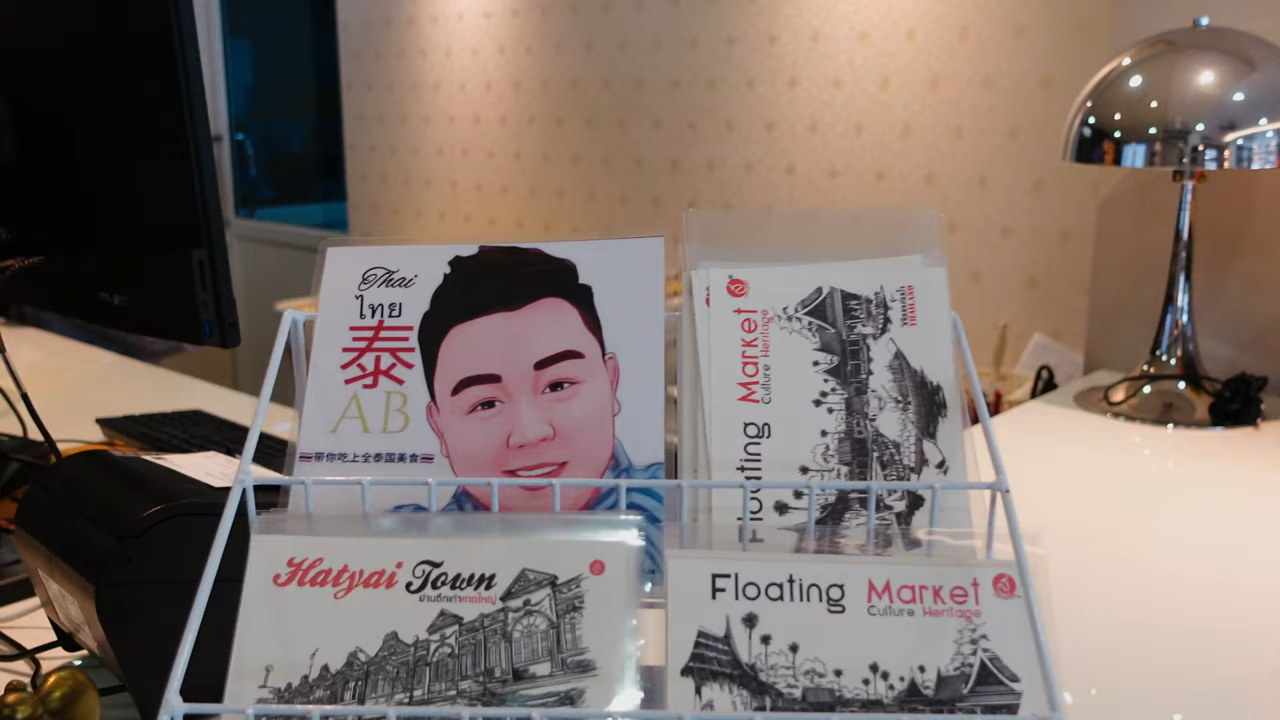 Thai
ไทย
泰
AB
带你吃上全泰国美食
Floating Market
Culture Heritage
THAILAND
Hatyai Town
ย่านตึกเก่าหาดใหญ่
Floating Market
Culture Heritage